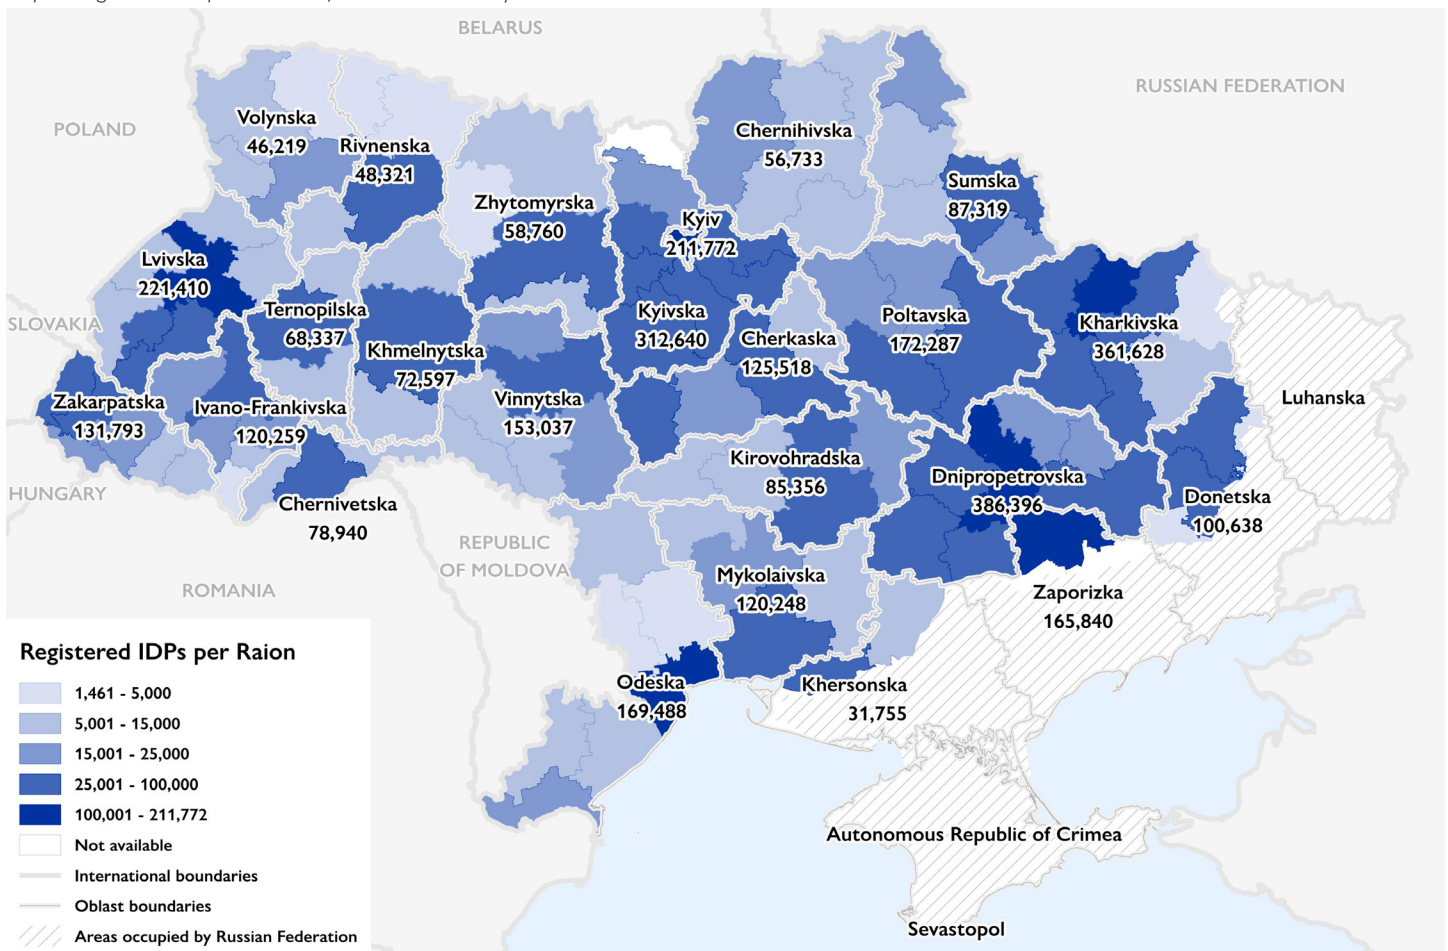 BELARUS
RUSSIAN FEDERATION
POLAND
Volynska
46,219
Rivnenska
48,321
Chernihivska
56,733
Zhytomyrska
58,760
Sumska
87,319
Kyiv
211,772
Lvivska
221,410
SLOVAKIA
Ternopilska
68,337
Khmelnytska
72,597
Kyivska
312,640
Cherkaska
125,518
Poltavska
172,287
Kharkivska
361,628
Luhanska
Zakarpatska
131,793
Ivano-Frankivska
120,259
Vinnytska
153,037
Kirovohradska
85,356
Dnipropetrovska
386,396
Donetska
100,638
HUNGARY
Chernivetska
78,940
REPUBLIC
OF MOLDOVA
ROMANIA
Mykolaivska
120,248
Zaporizka
165,840
Odeska
169,488
Khersonska
31,755
Autonomous Republic of Crimea
Sevastopol
Registered IDPs per Raion
1,461 - 5,000
5,001 - 15,000
15,001 - 25,000
25,001 - 100,000
100,001 - 211,772
Not available
International boundaries
Oblast boundaries
Areas occupied by Russian Federation